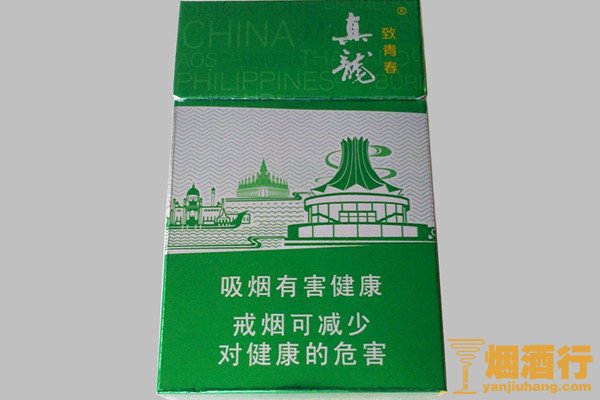 CHINA
AOS
PHILIPPINES
真龍
®
致青春
吸烟有害健康
戒烟可减少
对健康的危害
烟酒行
yanjiuhang.com